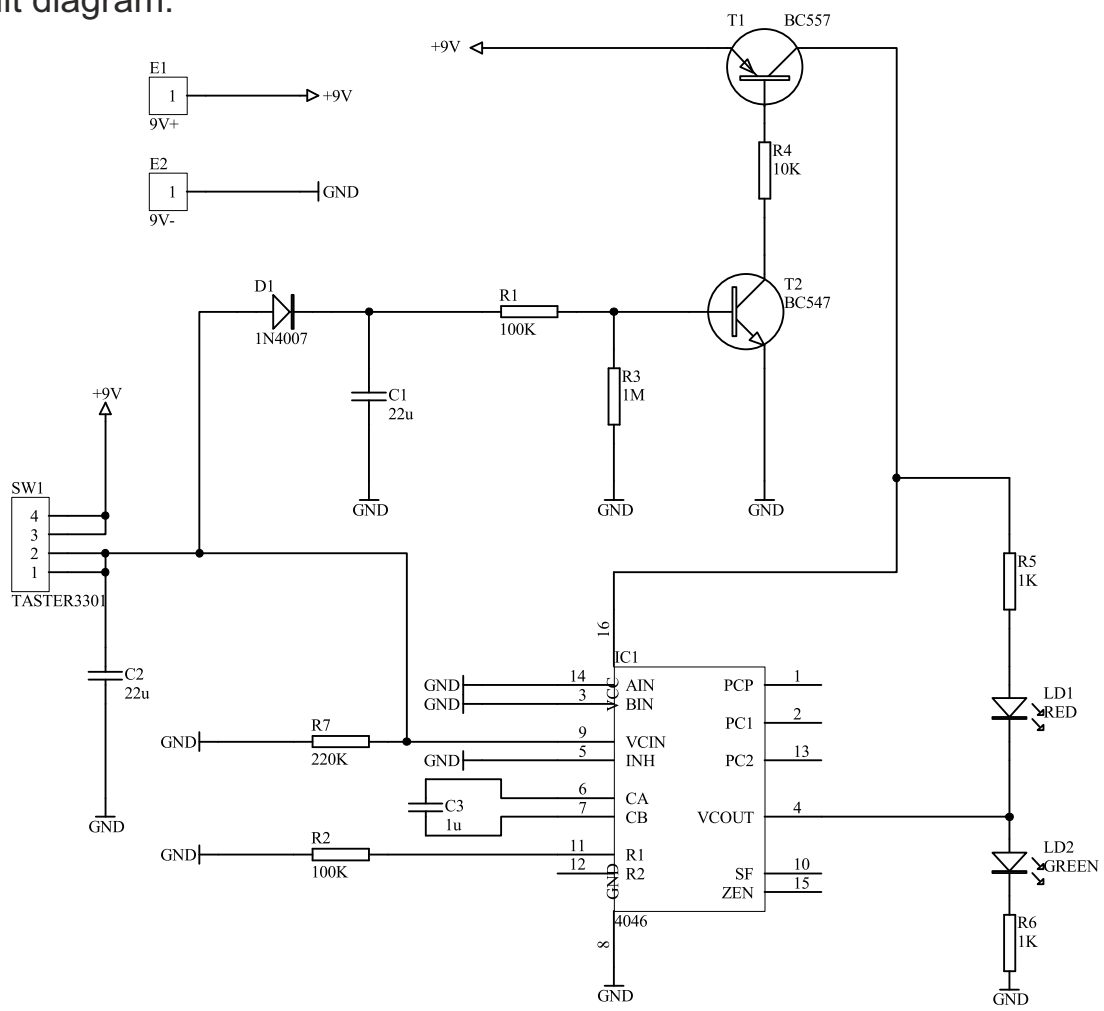 it diagram:
T1
BC557
+9V
E1
1
+9V
9V+
R4
10K
E2
1
GND
9V-
D1
1N4007
R1
100K
T2
BC547
R3
1M
+9V
C1
22u
SW1
GND
GND
GND
4
3
2
1
TASTER3301
R5
1K
16
IC1
C2
22u
GND
14
AIN
VCC
PCP
1
GND
3
BIN
LD1
RED
PC1
2
R7
GND
220K
9
VCIN
GND
5
INH
PC2
13
6
CA
C3
1u
7
CB
VCOUT
4
GND
R2
GND
100K
11
R1
12
R2
GND
LD2
GREEN
SF
10
ZEN
15
4046
R6
1K
8
GND
GND